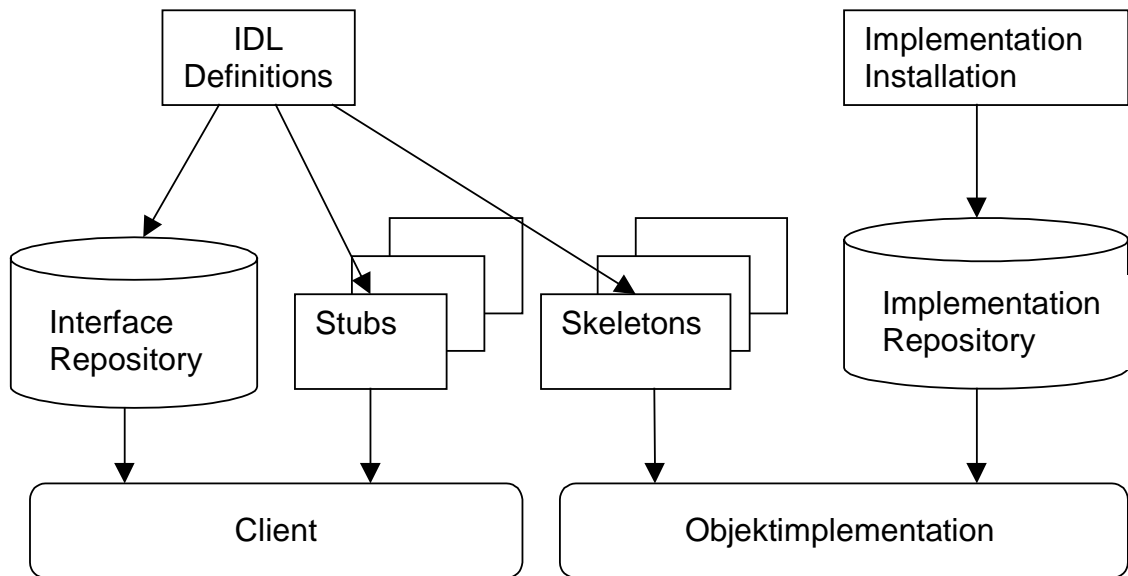 IDL
Definitions
Implementation
Installation
Interface
Repository
Stubs
Skeletons
Implementation
Repository
Client
Objektimplementation